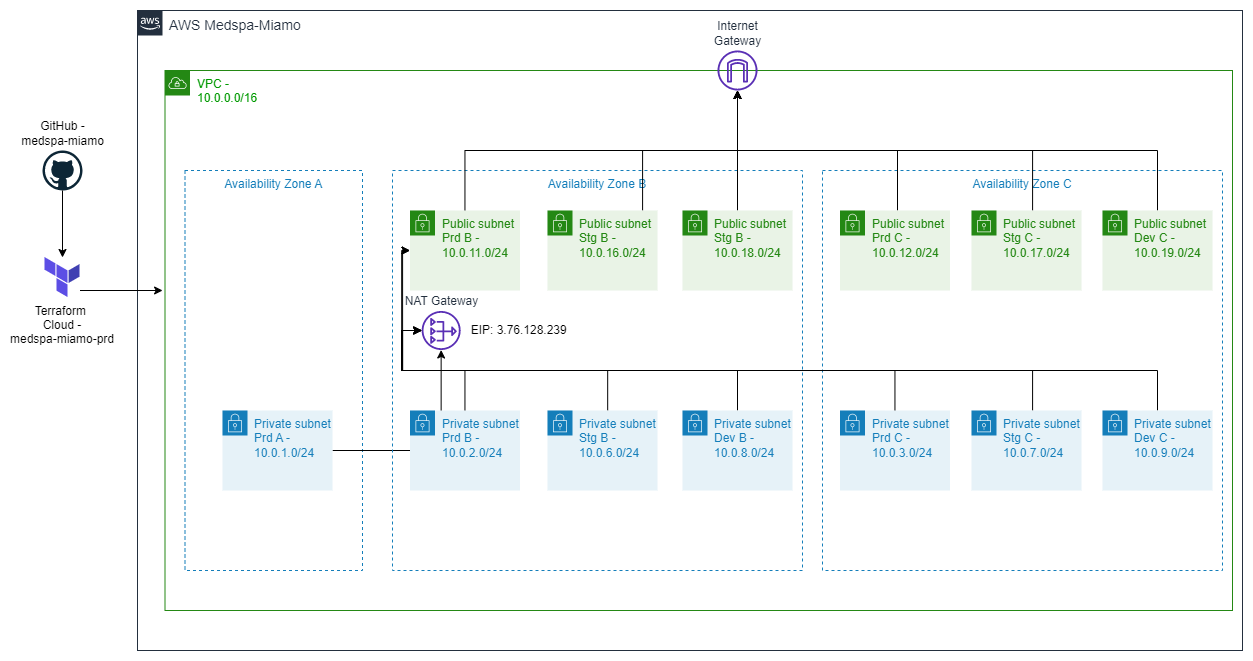 aws
AWS Medspa-Miamo
Internet
Gateway
VPC -
10.0.0.0/16
GitHub -
medspa-miamo
Terraform
Cloud -
medspa-miamo-prd
Availability Zone A
Availability Zone B
Availability Zone C
Public subnet
Prd B -
10.0.11.0/24
Public subnet
Stg B -
10.0.16.0/24
Public subnet
Stg B -
10.0.18.0/24
Public subnet
Prd C -
10.0.12.0/24
Public subnet
Stg C -
10.0.17.0/24
Public subnet
Dev C -
10.0.19.0/24
NAT Gateway
EIP: 3.76.128.239
Private subnet
Prd A -
10.0.1.0/24
Private subnet
Prd B -
10.0.2.0/24
Private subnet
Stg B -
10.0.6.0/24
Private subnet
Dev B -
10.0.8.0/24
Private subnet
Prd C -
10.0.3.0/24
Private subnet
Stg C -
10.0.7.0/24
Private subnet
Dev C -
10.0.9.0/24